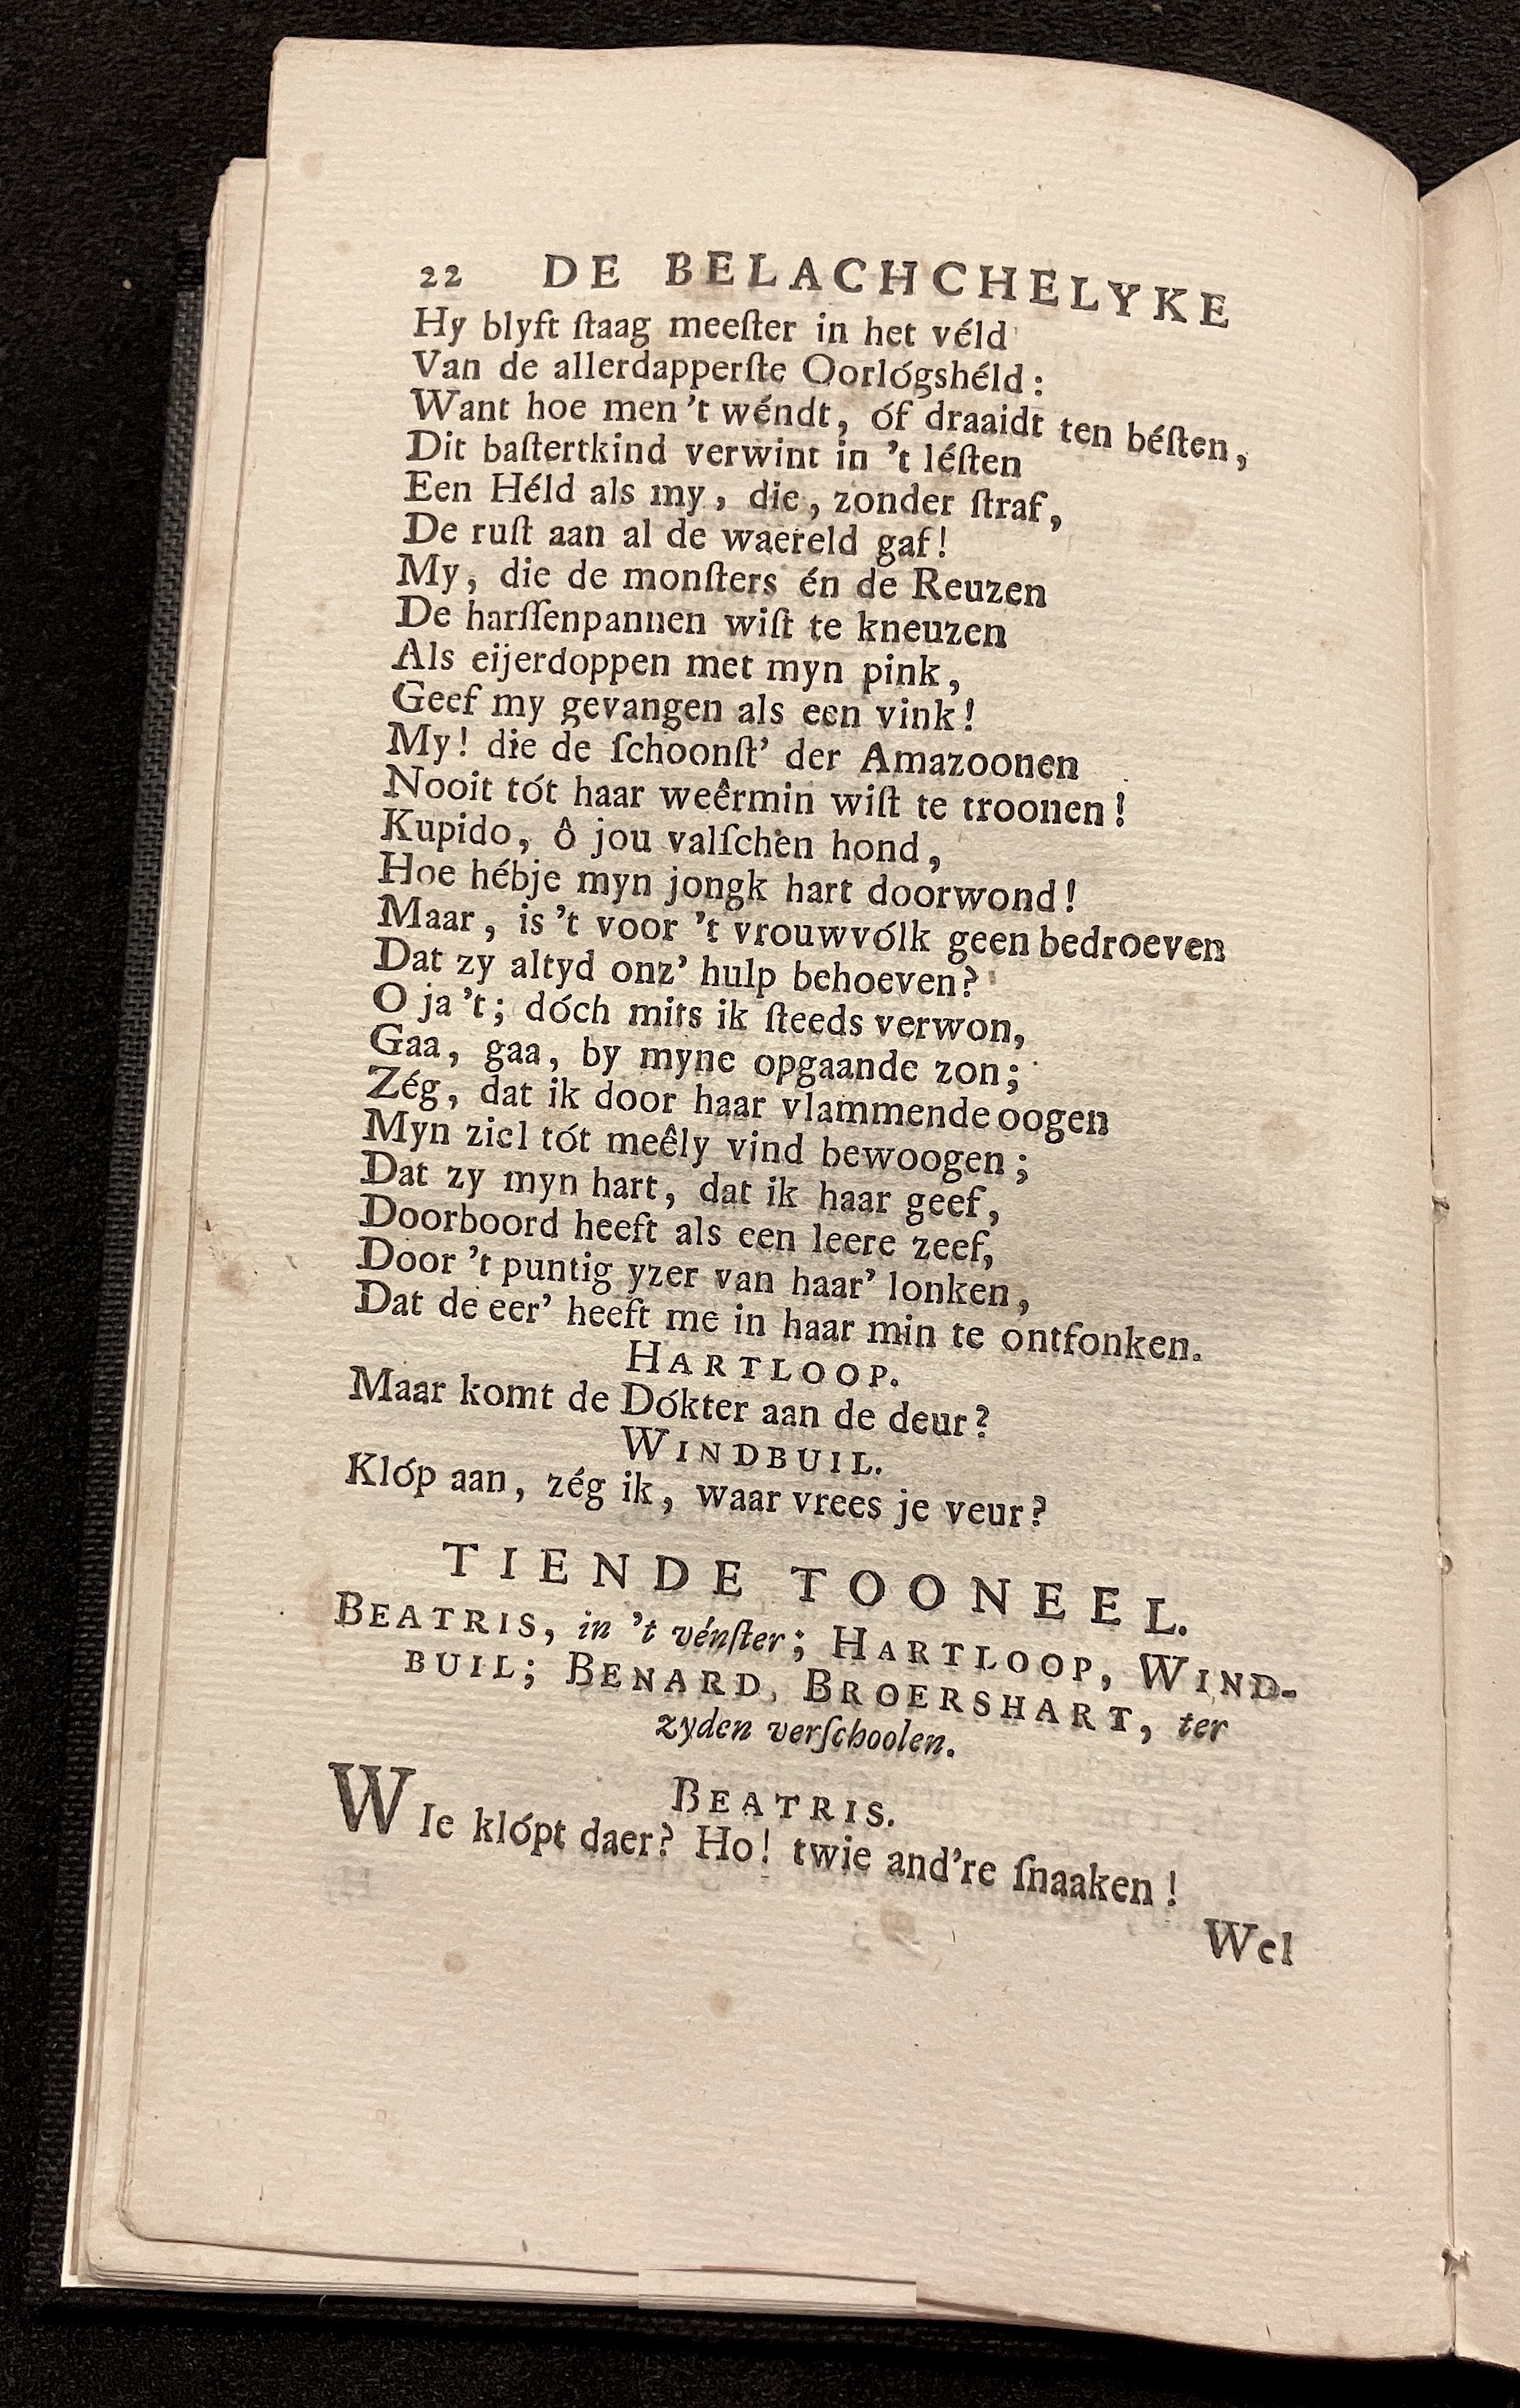 22 DE BELACHCHELYKE
Hy blyft ſtaag meeſter in het véld
Van de allerdapperſte Oorlógshéld:
Want hoe men 't wéndt, óf draaidt ten béſten,
Dit baſtertkind verwint in 't léſten
Een Héld als my, die, zonder ſtraf,
De ruſt aan al de waereld gaf!
My, die de monſters én de Reuzen
De harſſenpannen wiſt te kneuzen
Als eijerdoppen met myn pink,
Geef my gevangen als een vink!
My! die de ſchoonſt' der Amazoonen
Nooit tót haar weêrmin wiſt te troonen!
Kupido, ô jou valſchen hond,
Hoe hébje myn jongk hart doorwond!
Maar, is 't voor 't vrouwvólk geen bedroeven
Dat zy altyd onz' hulp behoeven?
O ja 't; dóch mits ik ſteeds verwon,
Gaa, gaa, by myne opgaande zon;
Zég, dat ik door haar vlammende oogen
Myn ziel tót meêly vind bewoogen;
Dat zy myn hart, dat ik haar geef,
Doorboord heeft als een leere zeef,
Door 't puntig yzer van haar' lonken,
Dat de eer' heeft me in haar min te ontfonken.
HARTLOOP.
Maar komt de Dókter aan de deur?
WINDBUIL.
Klóp aan, zég ik, waar vrees je veur?
TIENDE TOONEEL.
BEATRIS, in 't vénſter; HARTLOOP, WIND-
BUIL; BENARD, BROERSHART, ter
zyden verſchoolen.
BEATRIS.
WIe klópt daer? Ho! twie and're ſnaaken!
Wel